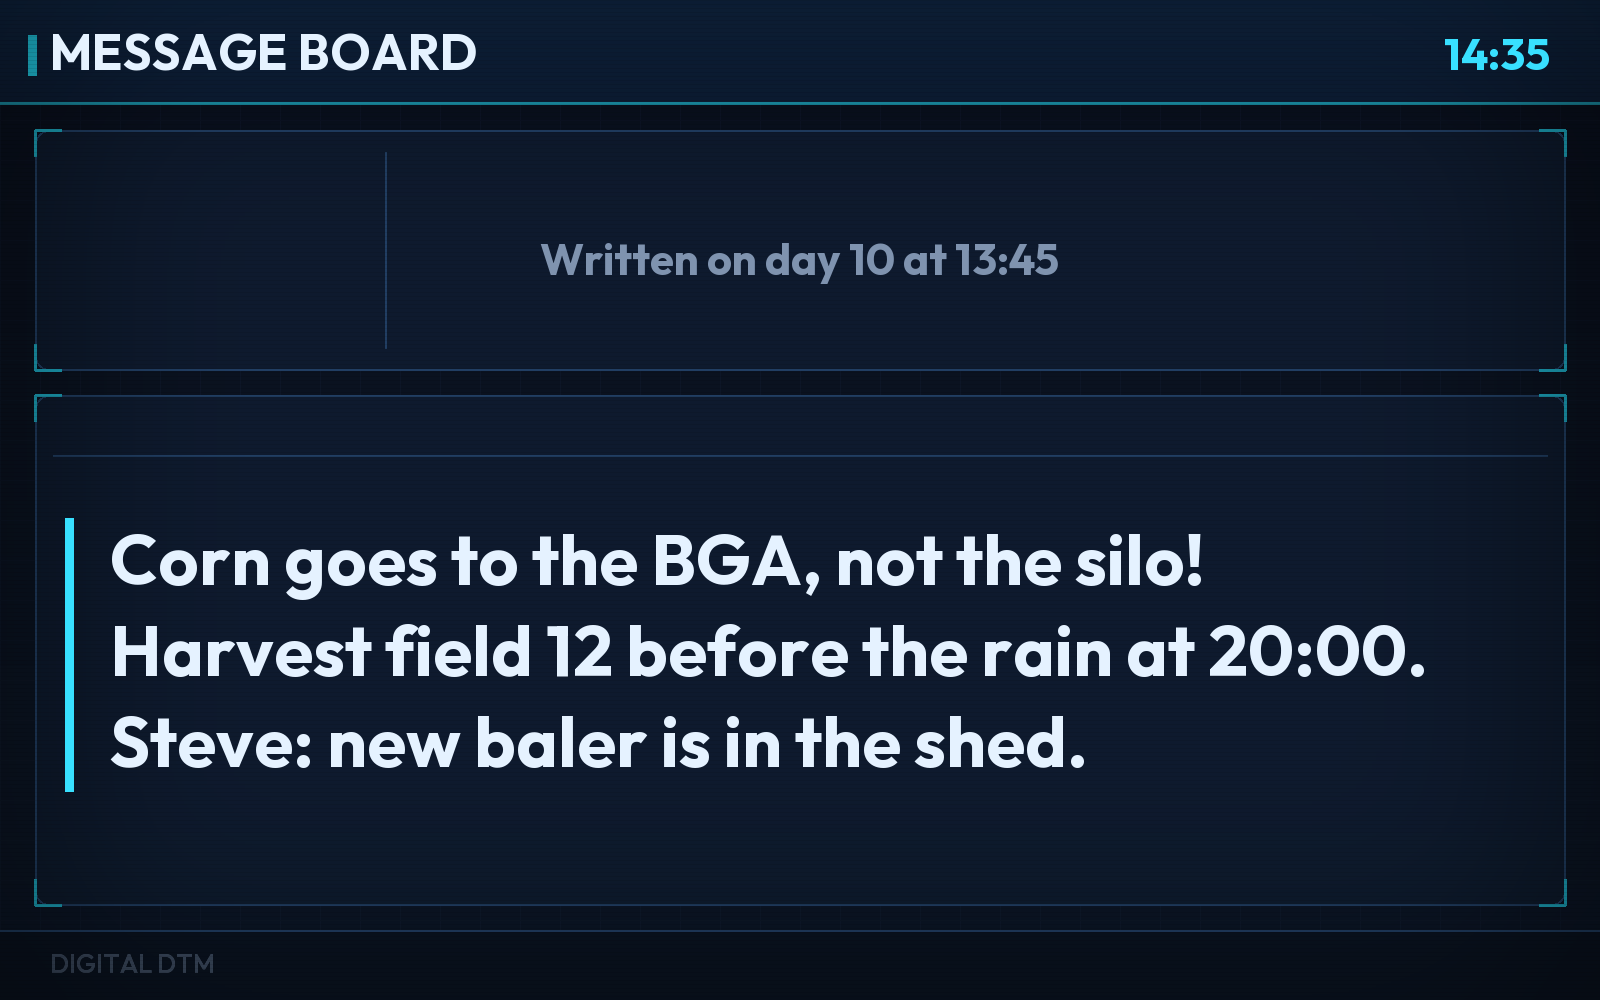 MESSAGE BOARD
14:35
Written on day 10 at 13:45
Corn goes to the BGA, not the silo!
Harvest field 12 before the rain at 20:00.
Steve: new baler is in the shed.
DIGITAL DTM